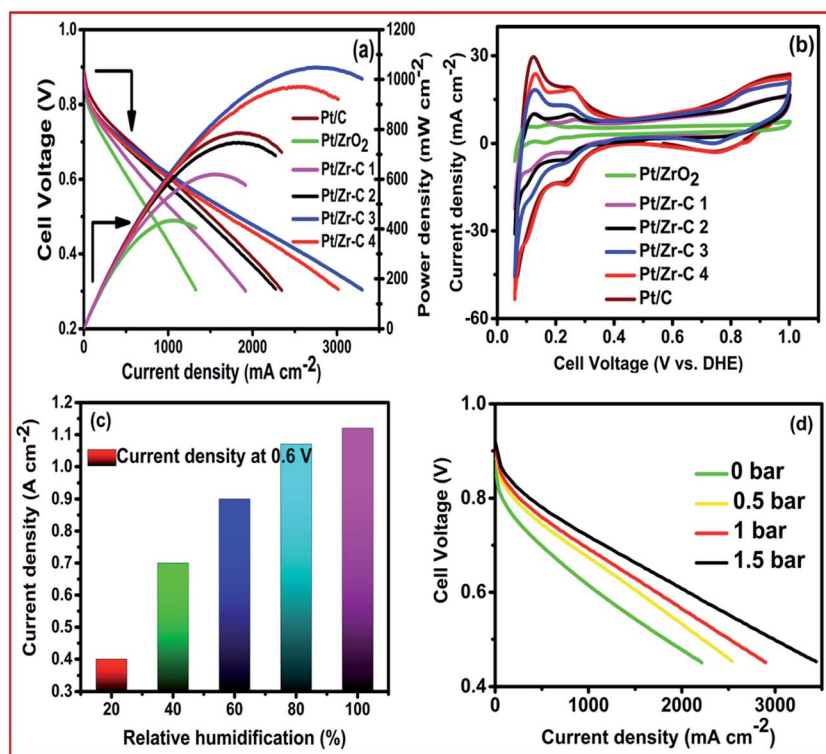 (a)
Cell Voltage (V)
1.0
0.9
0.8
0.7
0.6
0.5
0.4
0.3
0.2
0 1000 2000 3000
Current density (mA cm-2)
1200
1000
800
600
400
200
0
Power density (mW cm-2)
Pt/C
Pt/ZrO2
Pt/Zr-C 1
Pt/Zr-C 2
Pt/Zr-C 3
Pt/Zr-C 4
(b)
Current density (mA cm-2)
30
0
-30
-60
0.0 0.2 0.4 0.6 0.8 1.0
Cell Voltage (V vs. DHE)
Pt/ZrO2
Pt/Zr-C 1
Pt/Zr-C 2
Pt/Zr-C 3
Pt/Zr-C 4
Pt/C
(c)
Current density (A cm-2)
1.2
1.1
1.0
0.9
0.8
0.7
0.6
0.5
0.4
0.3
Current density at 0.6 V
20 40 60 80 100
Relative humidification (%)
(d)
Cell Voltage (V)
1.0
0.8
0.6
0.4
0 1000 2000 3000
Current density (mA cm-2)
0 bar
0.5 bar
1 bar
1.5 bar